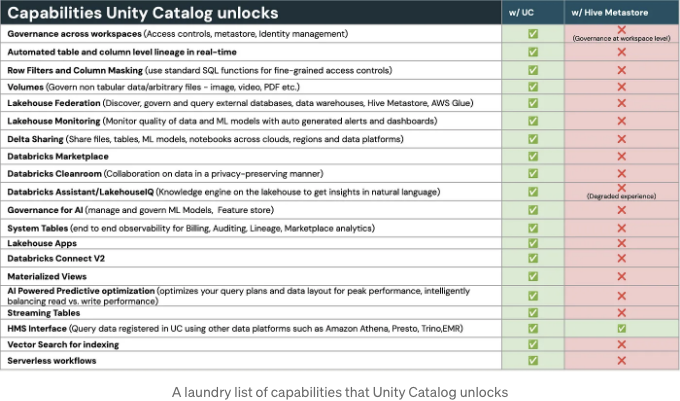 Capabilities Unity Catalog unlocks w/ UC w/ Hive Metastore
Governance across workspaces (Access controls, metastore, Identity management) ✅ ❌
(Governance at workspace level)
Automated table and column level lineage in real-time ✅ ❌
Row Filters and Column Masking (use standard SQL functions for fine-grained access controls) ✅ ❌
Volumes (Govern non tabular data/arbitrary files - image, video, PDF etc.) ✅ ❌
Lakehouse Federation (Discover, govern and query external databases, data warehouses, Hive Metastore, AWS Glue) ✅ ❌
Lakehouse Monitoring (Monitor quality of data and ML models with auto generated alerts and dashboards) ✅ ❌
Delta Sharing (Share files, tables, ML models, notebooks across clouds, regions and data platforms) ✅ ❌
Databricks Marketplace ✅ ❌
Databricks Cleanroom (Collaboration on data in a privacy-preserving manner) ✅ ❌
Databricks Assistant/LakehouseIQ (Knowledge engine on the lakehouse to get insights in natural language) ✅ ❌
(Degraded experience)
Governance for AI (manage and govern ML Models, Feature store) ✅ ❌
System Tables (end to end observability for Billing, Auditing, Lineage, Marketplace analytics) ✅ ❌
Lakehouse Apps ✅ ❌
Databricks Connect V2 ✅ ❌
Materialized Views ✅ ❌
AI Powered Predictive optimization (optimizes your query plans and data layout for peak performance, intelligently
balancing read vs. write performance) ✅ ❌
Streaming Tables ✅ ❌
HMS Interface (Query data registered in UC using other data platforms such as Amazon Athena, Presto, Trino,EMR) ✅ ✅
Vector Search for indexing ✅ ❌
Serverless workflows ✅ ❌
A laundry list of capabilities that Unity Catalog unlocks